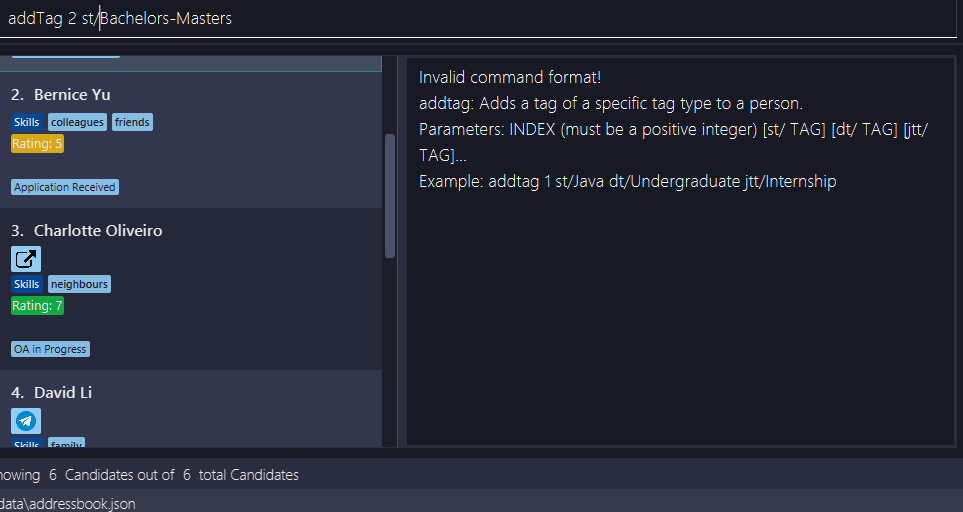 addTag 2 st/Bachelors-Masters
2. Bernice Yu
Skills colleagues friends
Rating: 5
Application Received
3. Charlotte Oliveiro
Skills neighbours
Rating: 7
OA in Progress
4. David Li
Skills family
Invalid command format!
addtag: Adds a tag of a specific tag type to a person.
Parameters: INDEX (must be a positive integer) [st/ TAG] [dt/ TAG] [jtt/
TAG]...
Example: addtag 1 st/Java dt/Undergraduate jtt/Internship
howing 6 Candidates out of 6 total Candidates
data\addressbook.json